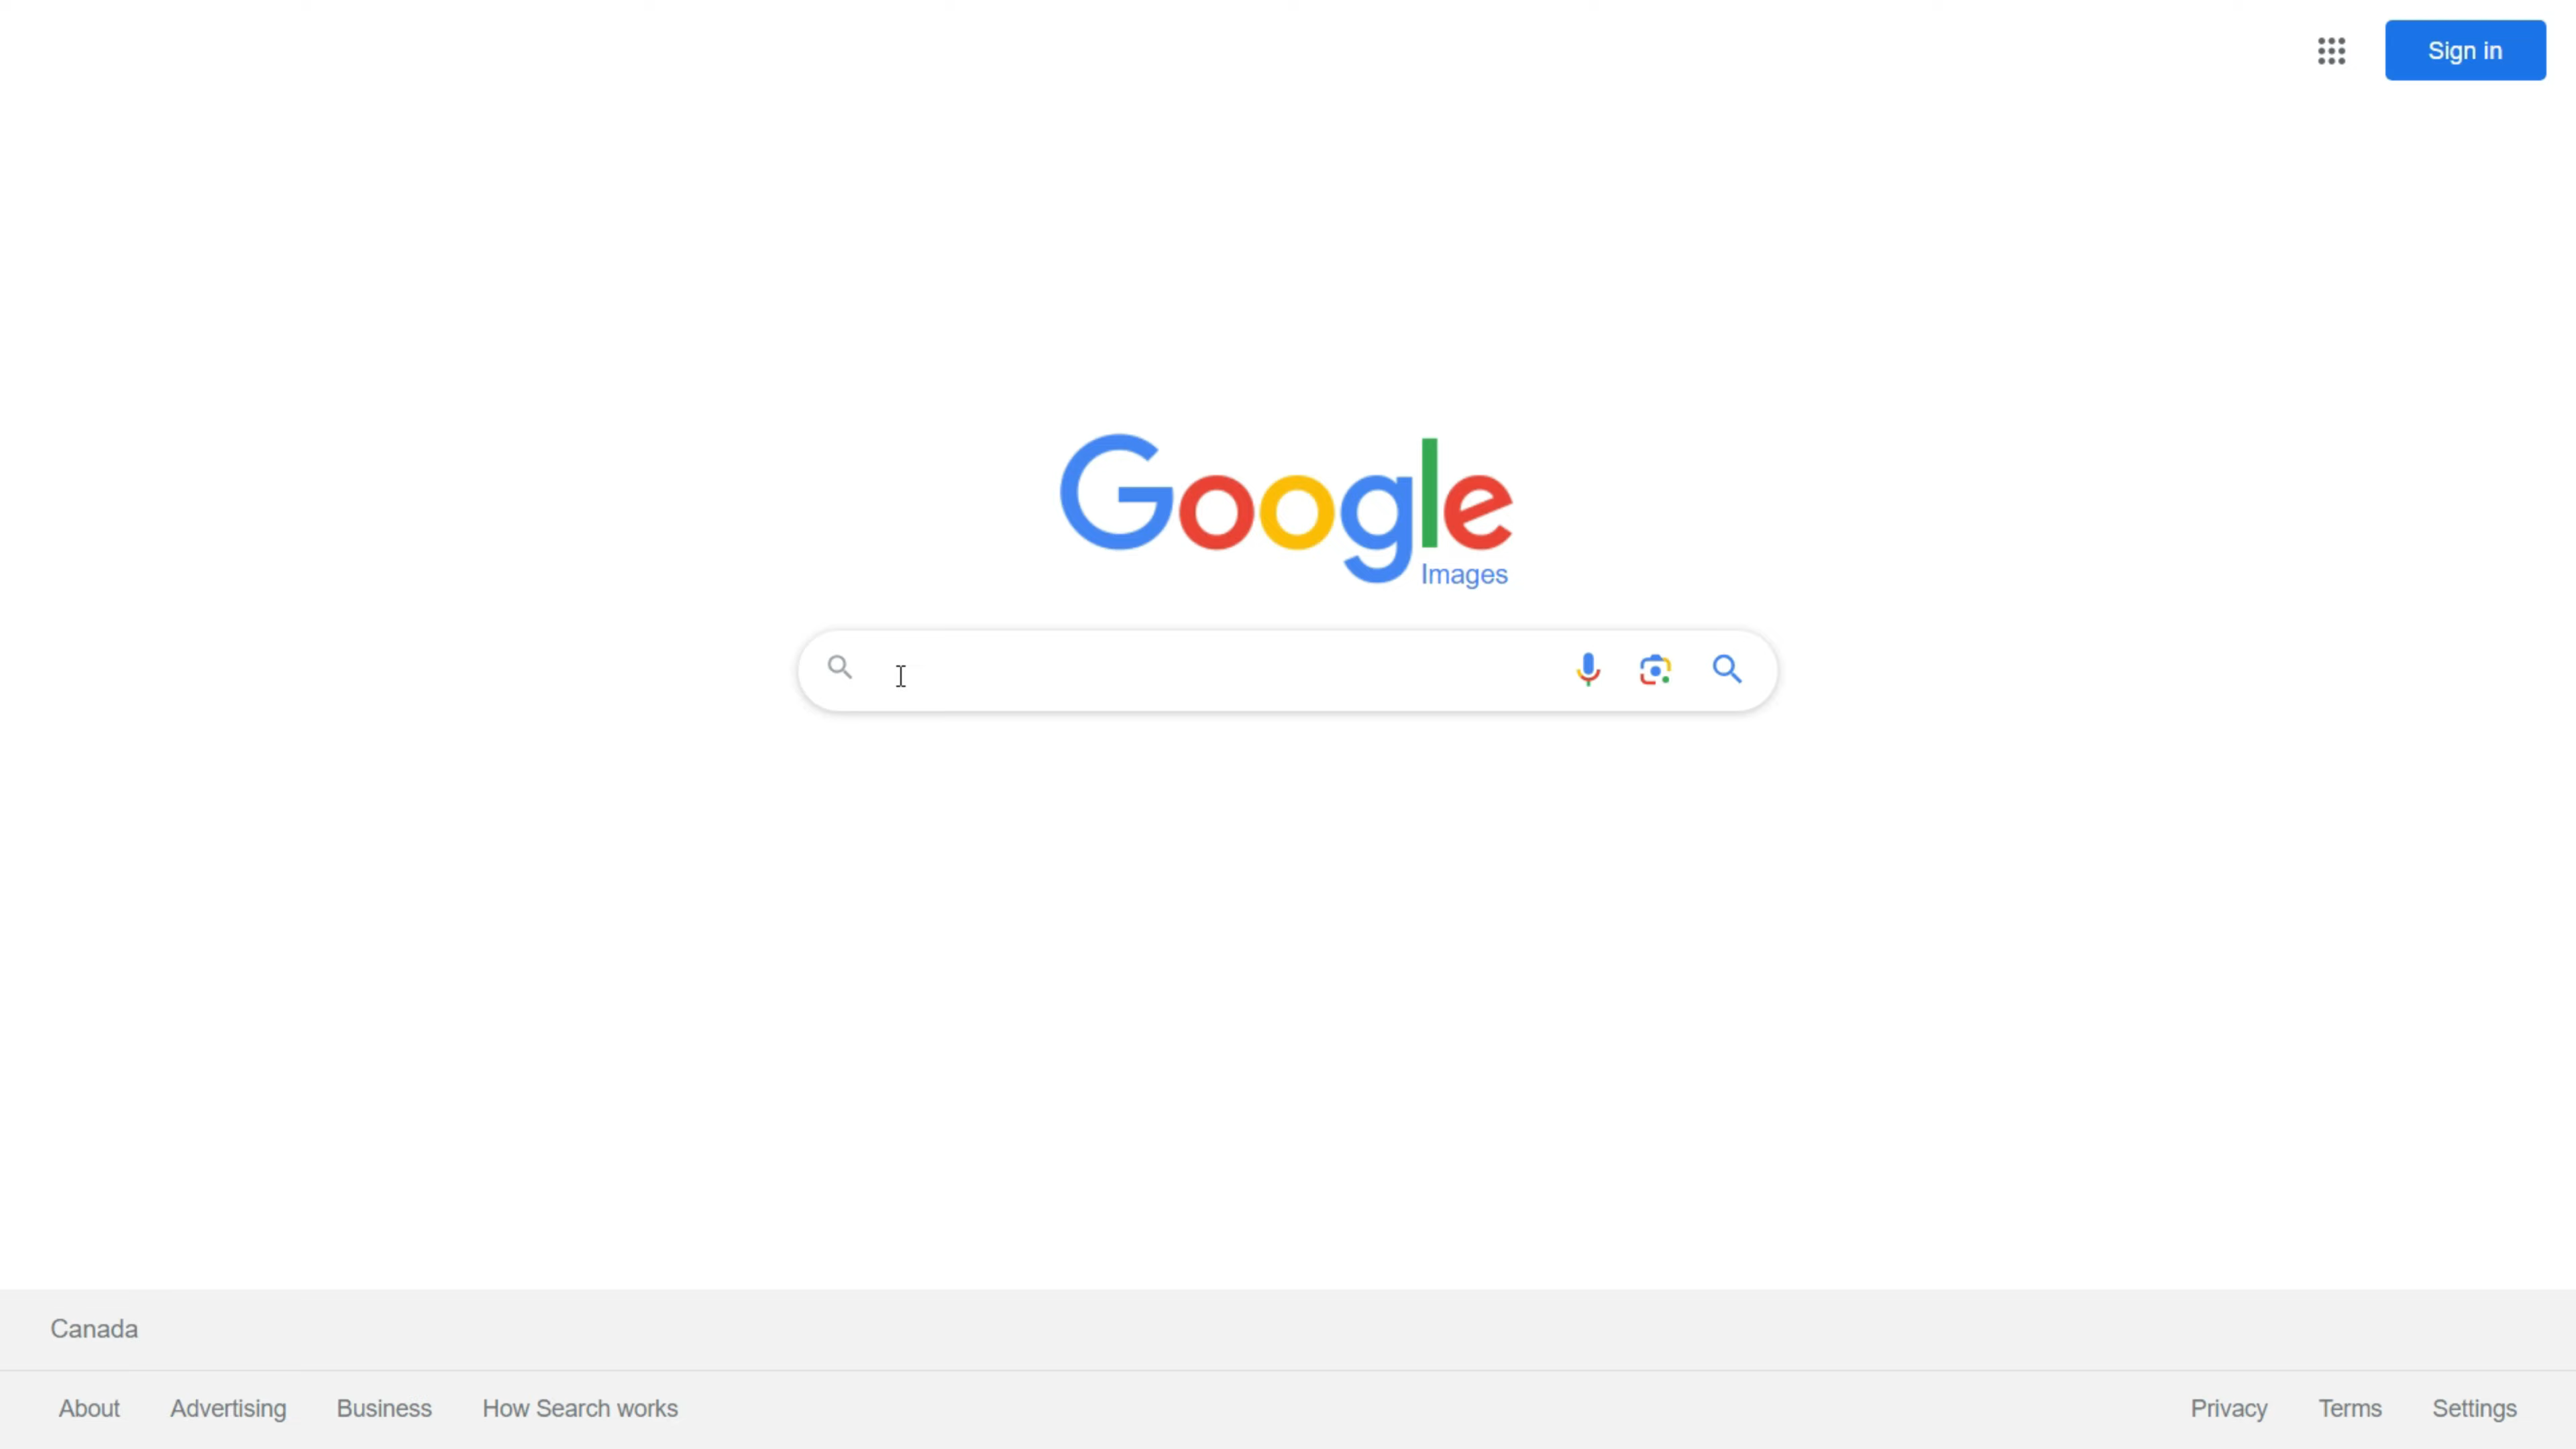 Sign in
Google
Images
Canada
About Advertising Business How Search works Privacy Terms Settings